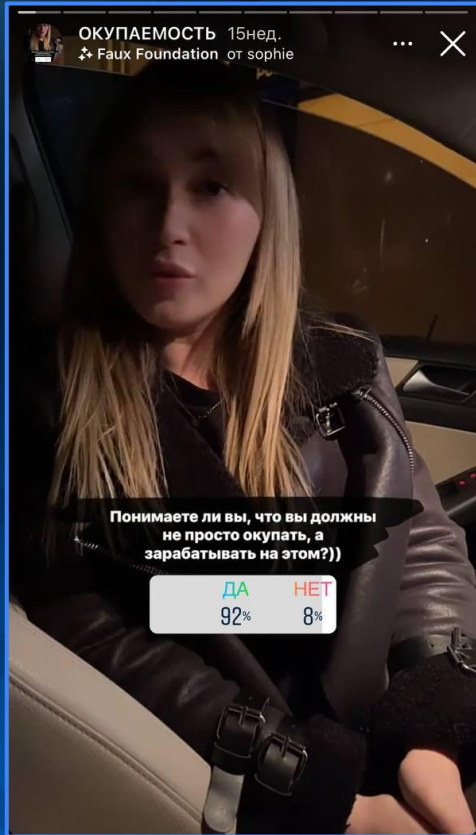 ОКУПАЕМОСТЬ 15нед.
Faux Foundation от sophie
Понимаете ли вы, что вы должны
не просто окупать, а
зарабатывать на этом?))
ДА НЕТ
92% 8%